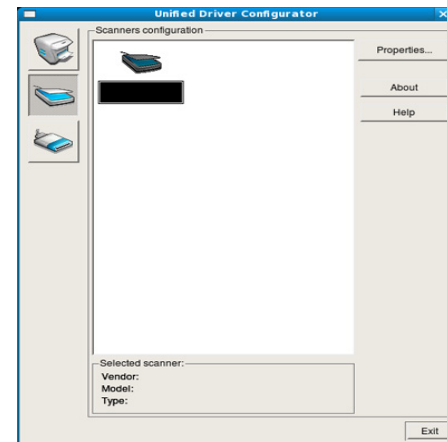 Unified Driver Configurator
Scanners configuration
Properties...
About
Help
Selected scanner:
Vendor:
Model:
Type:
Exit